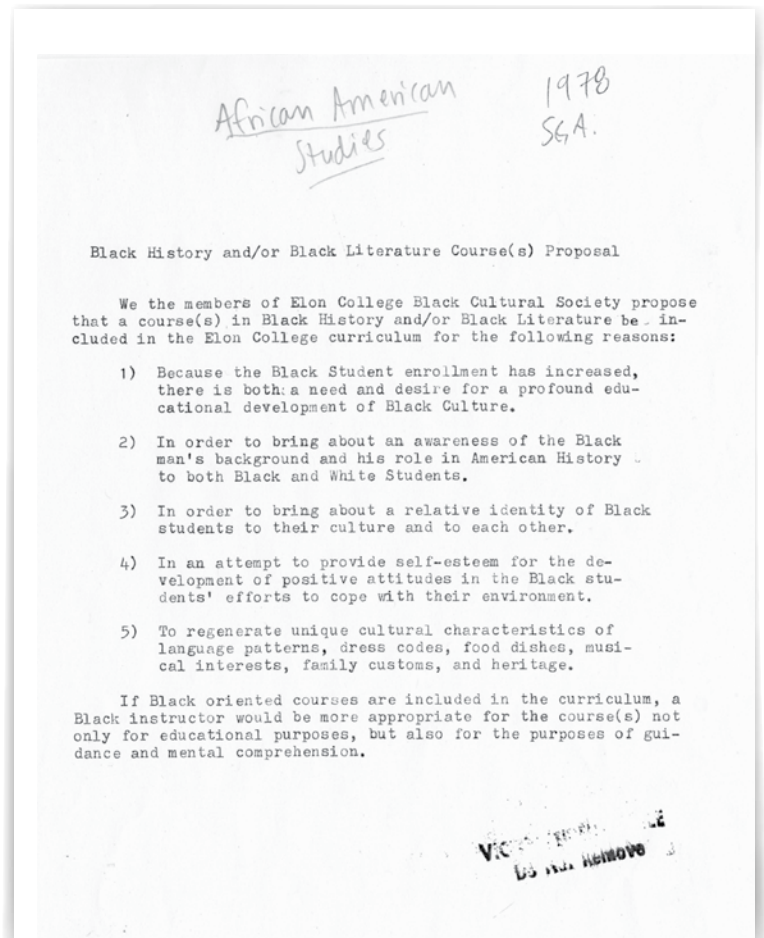 African American
Studies
1978
SGA.
Black History and/or Black Literature Course(s) Proposal
We the members of Elon College Black Cultural Society propose
that a course(s) in Black History and/or Black Literature be in-
cluded in the Elon College curriculum for the following reasons:
1) Because the Black Student enrollment has increased,
there is both a need and desire for a profound edu-
cational development of Black Culture.
2) In order to bring about an awareness of the Black
man's background and his role in American History
to both Black and White Students.
3) In order to bring about a relative identity of Black
students to their culture and to each other.
4) In an attempt to provide self-esteem for the de-
velopment of positive attitudes in the Black stu-
dents' efforts to cope with their environment.
5) To regenerate unique cultural characteristics of
language patterns, dress codes, food dishes, musi-
cal interests, family customs, and heritage.
If Black oriented courses are included in the curriculum, a
Black instructor would be more appropriate for the course(s) not
only for educational purposes, but also for the purposes of gui-
dance and mental comprehension.
Remove